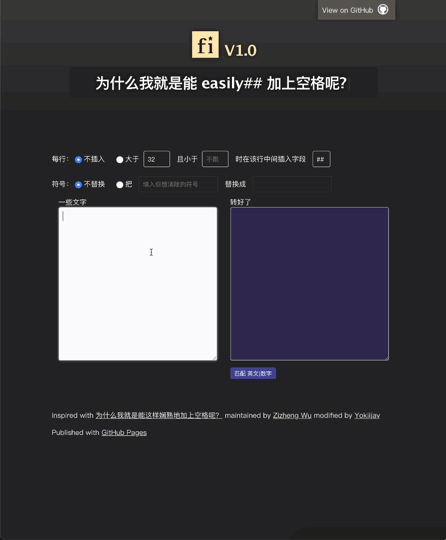 View on GitHub
fi V1.0
为什么我就是能 easily## 加上空格呢?
每行: 不插入 大于 32 且小于 不限 时在该行中间插入字段 ##
符号: 不替换 把 填入你想清除的符号 替换成
一些文字 转好了
匹配 英文|数字
Inspired with 为什么我就是能这样娴熟地加上空格呢? maintained by Zizheng Wu modified by Yokiijay
Published with GitHub Pages